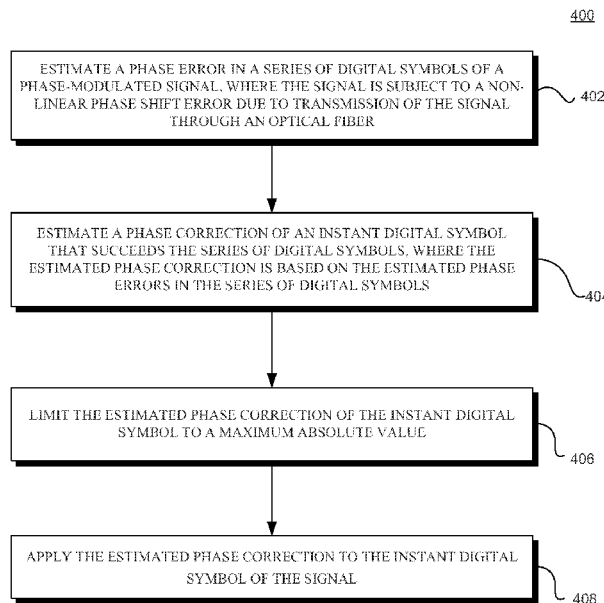 400
ESTIMATE A PHASE ERROR IN A SERIES OF DIGITAL SYMBOLS OF A
PHASE-MODULATED SIGNAL, WHERE THE SIGNAL IS SUBJECT TO A NON-
LINEAR PHASE SHIFT ERROR DUE TO TRANSMISSION OF THE SIGNAL
THROUGH AN OPTICAL FIBER
402
ESTIMATE A PHASE CORRECTION OF AN INSTANT DIGITAL SYMBOL
THAT SUCCEEDS THE SERIES OF DIGITAL SYMBOLS, WHERE THE
ESTIMATED PHASE CORRECTION IS BASED ON THE ESTIMATED PHASE
ERRORS IN THE SERIES OF DIGITAL SYMBOLS
404
LIMIT THE ESTIMATED PHASE CORRECTION OF THE INSTANT DIGITAL
SYMBOL TO A MAXIMUM ABSOLUTE VALUE
406
APPLY THE ESTIMATED PHASE CORRECTION TO THE INSTANT DIGITAL
SYMBOL OF THE SIGNAL
408